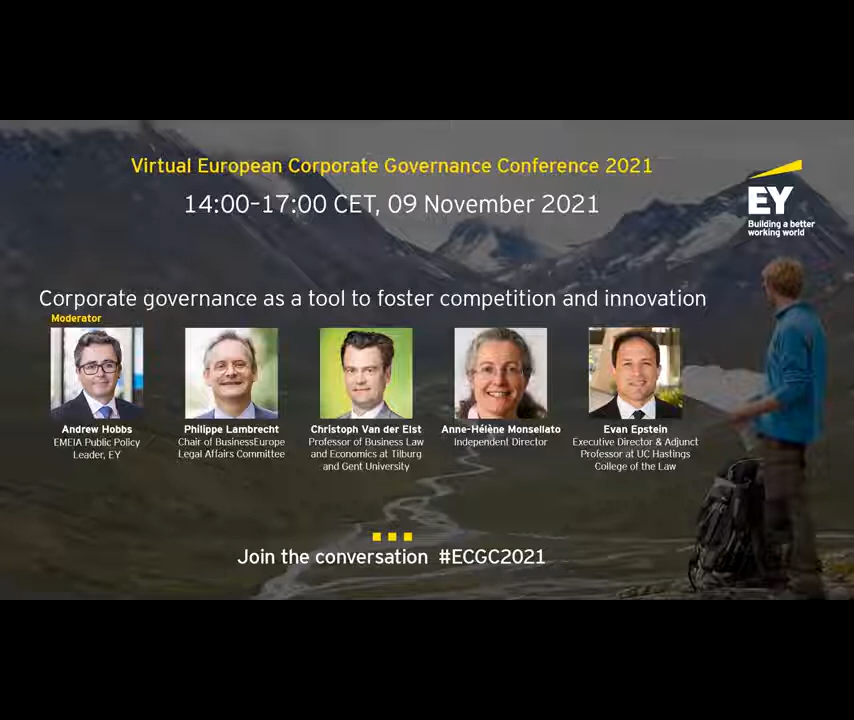 Virtual European Corporate Governance Conference 2021
14:00–17:00 CET, 09 November 2021
EY
Building a better
working world
Corporate governance as a tool to foster competition and innovation
Moderator
Andrew Hobbs
EMEIA Public Policy
Leader, EY
Philippe Lambrecht
Chair of BusinessEurope
Legal Affairs Committee
Christoph Van der Elst
Professor of Business Law
and Economics at Tilburg
and Gent University
Anne-Hélène Monsellato
Independent Director
Evan Epstein
Executive Director & Adjunct
Professor at UC Hastings
College of the Law
Join the conversation #ECGC2021